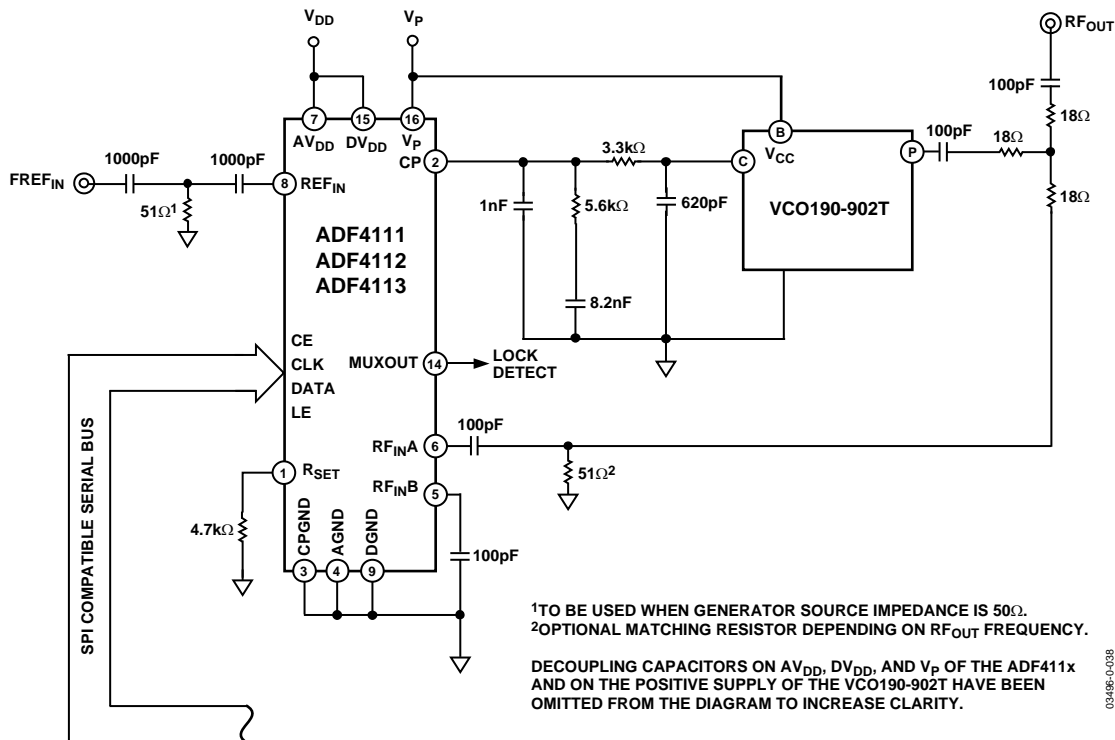 VDD
VP
RFOUT
100pF
18Ω
7
15
16
AVDD
DVDD
VP
CP
2
3.3kΩ
B
VCC
C
P
100pF
18Ω
18Ω
1000pF
1000pF
FREFIN
8
REFIN
51Ω1
1nF
5.6kΩ
620pF
VCO190-902T
ADF4111
ADF4112
ADF4113
8.2nF
CE
CLK
DATA
LE
MUXOUT
14
LOCK
DETECT
SPI COMPATIBLE SERIAL BUS
RFINA
6
100pF
51Ω2
1
RSET
RFINB
5
4.7kΩ
CPGND
AGND
DGND
100pF
3
4
9
1TO BE USED WHEN GENERATOR SOURCE IMPEDANCE IS 50Ω.
2OPTIONAL MATCHING RESISTOR DEPENDING ON RFOUT FREQUENCY.
DECOUPLING CAPACITORS ON AVDD, DVDD, AND VP OF THE ADF411x
AND ON THE POSITIVE SUPPLY OF THE VCO190-902T HAVE BEEN
OMITTED FROM THE DIAGRAM TO INCREASE CLARITY.
03496-0-038